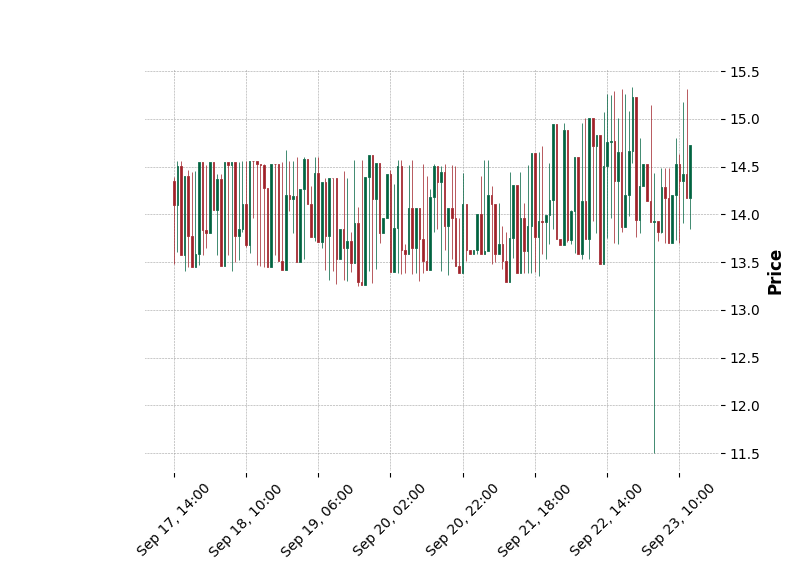 15.5
15.0
14.5
14.0
13.5
13.0
12.5
12.0
11.5
Price
Sep 17, 14:00
Sep 18, 10:00
Sep 19, 06:00
Sep 20, 02:00
Sep 20, 22:00
Sep 21, 18:00
Sep 22, 14:00
Sep 23, 10:00